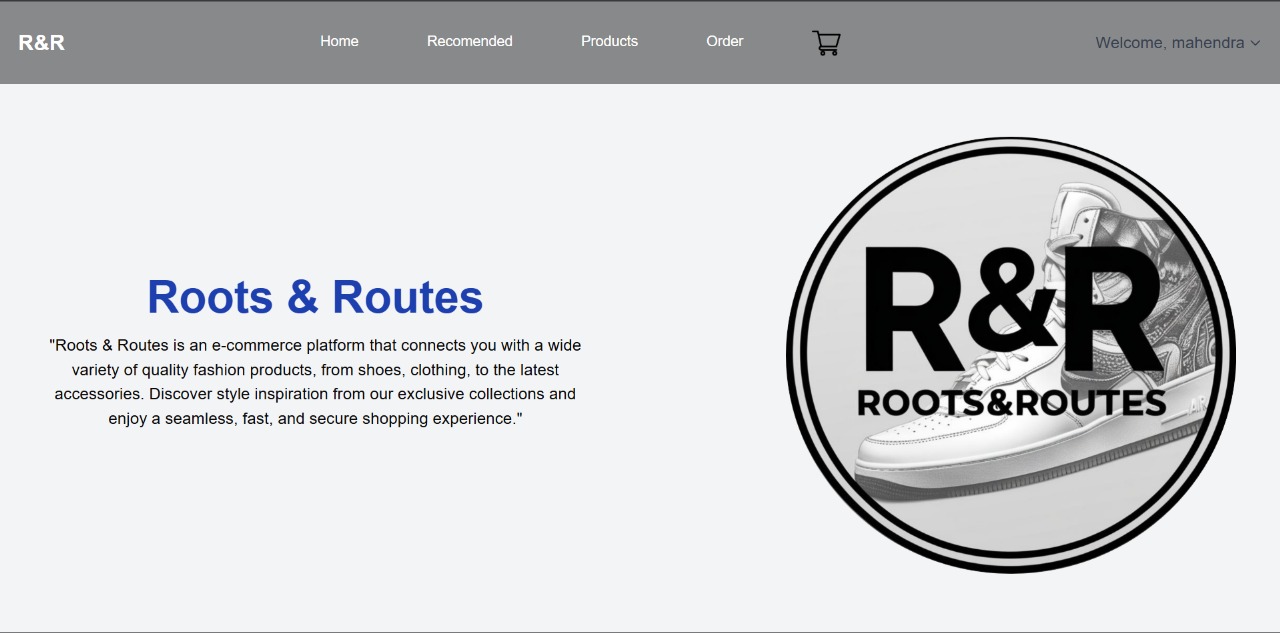 R&R
Home
Recomended
Products
Order
Welcome, mahendra
Roots & Routes
"Roots & Routes is an e-commerce platform that connects you with a wide
variety of quality fashion products, from shoes, clothing, to the latest
accessories. Discover style inspiration from our exclusive collections and
enjoy a seamless, fast, and secure shopping experience."
R&R
ROOTS&ROUTES